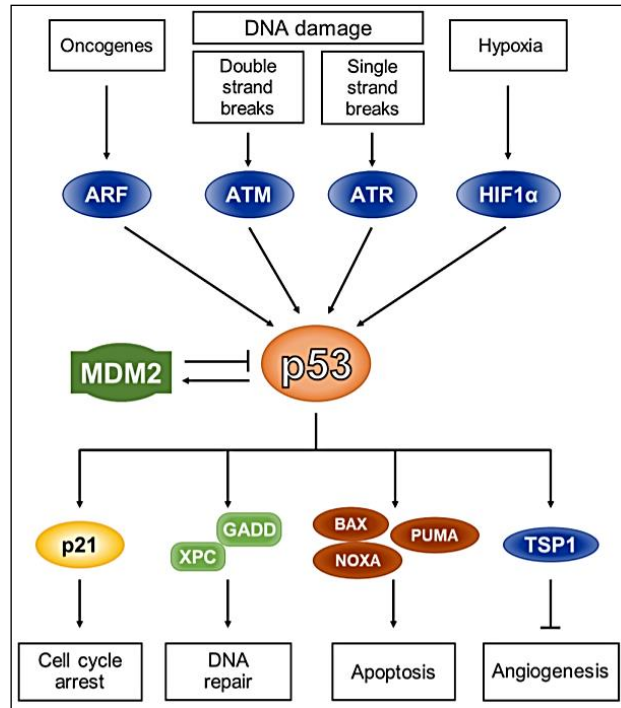 Oncogenes
DNA damage
Hypoxia
Double
strand
breaks
Single
strand
breaks
ARF
ATM
ATR
HIF1α
MDM2
p53
p21
GADD
XPC
BAX
PUMA
NOXA
TSP1
Cell cycle
arrest
DNA
repair
Apoptosis
Angiogenesis